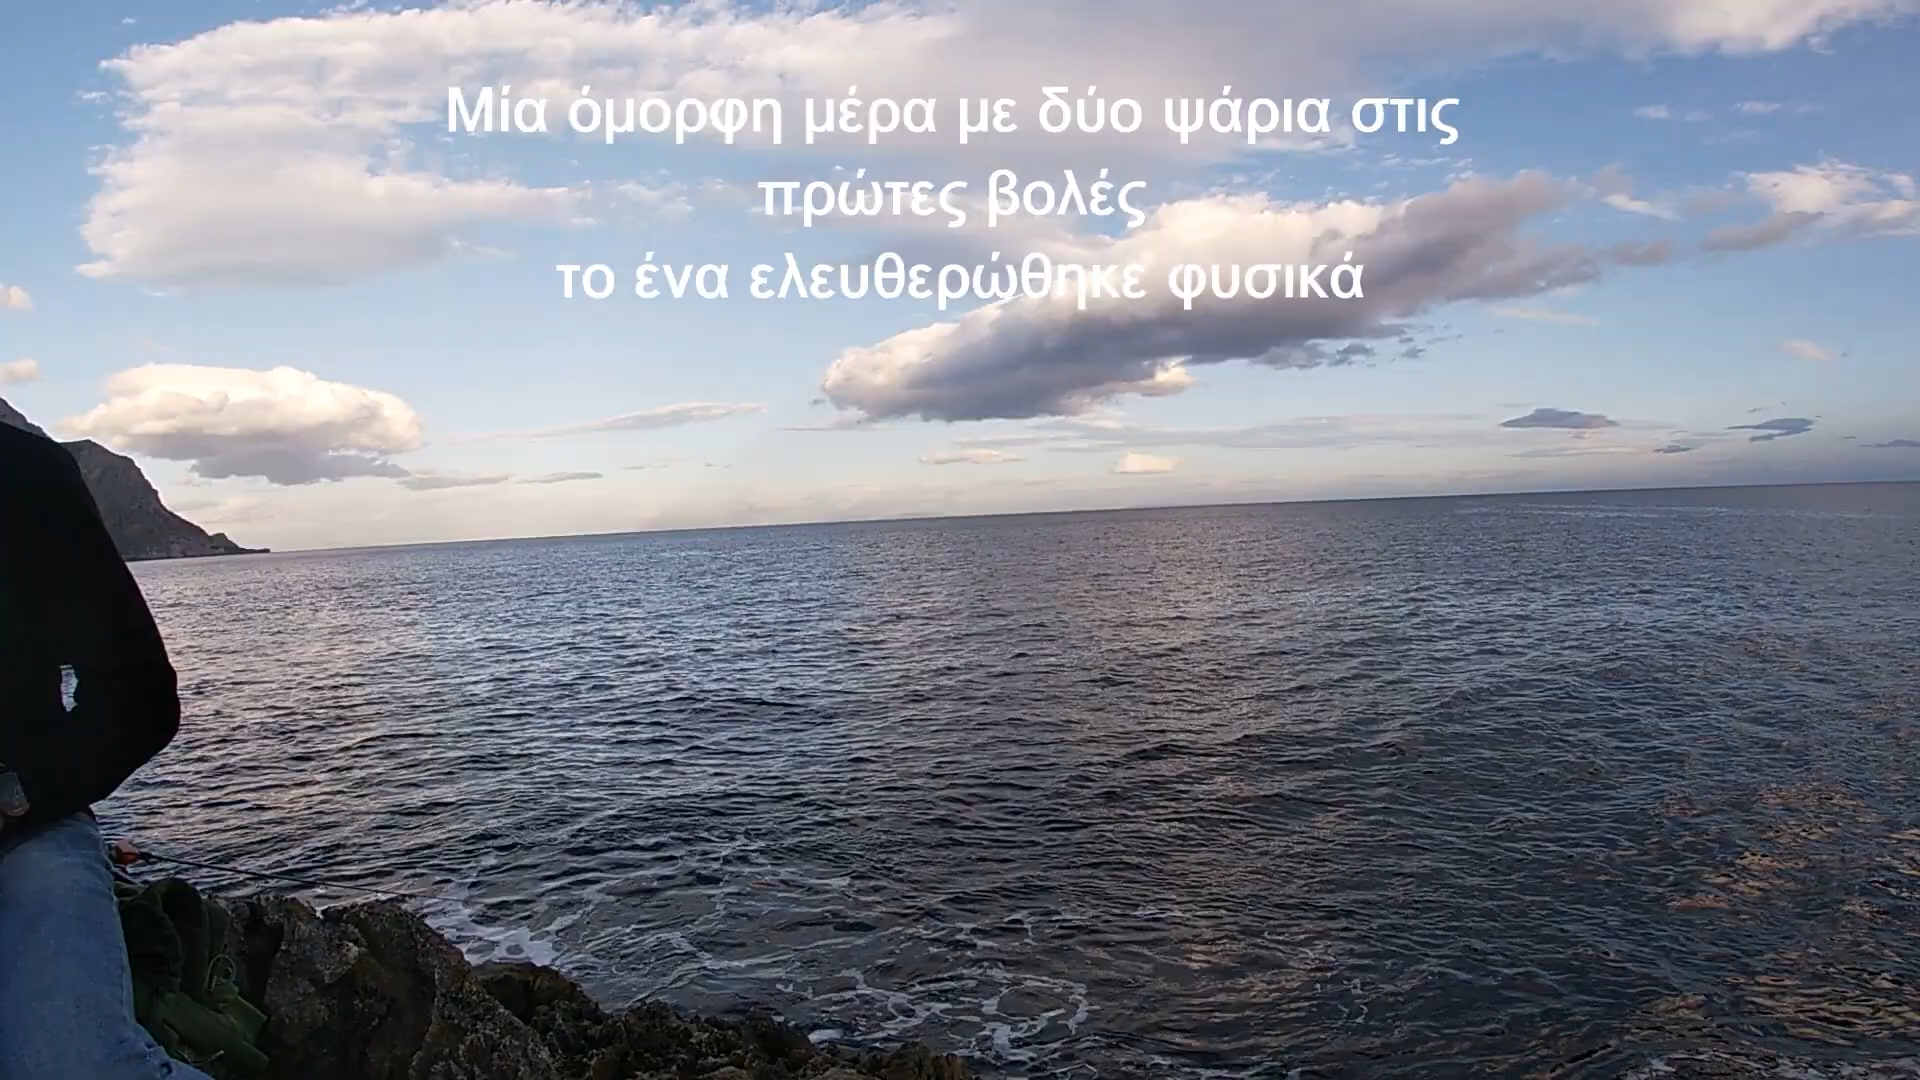 Μία όμορφη μέρα με δύο ψάρια στις
πρώτες βολές
το ένα ελευθερώθηκε φυσικά